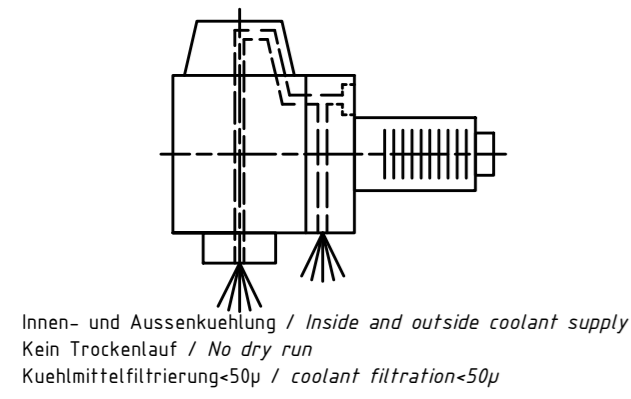 Innen- und Aussenkuehlung / Inside and outside coolant supply
Kein Trockenlauf / No dry run
Kuehlmittelfiltrierung<50µ / coolant filtration<50µ